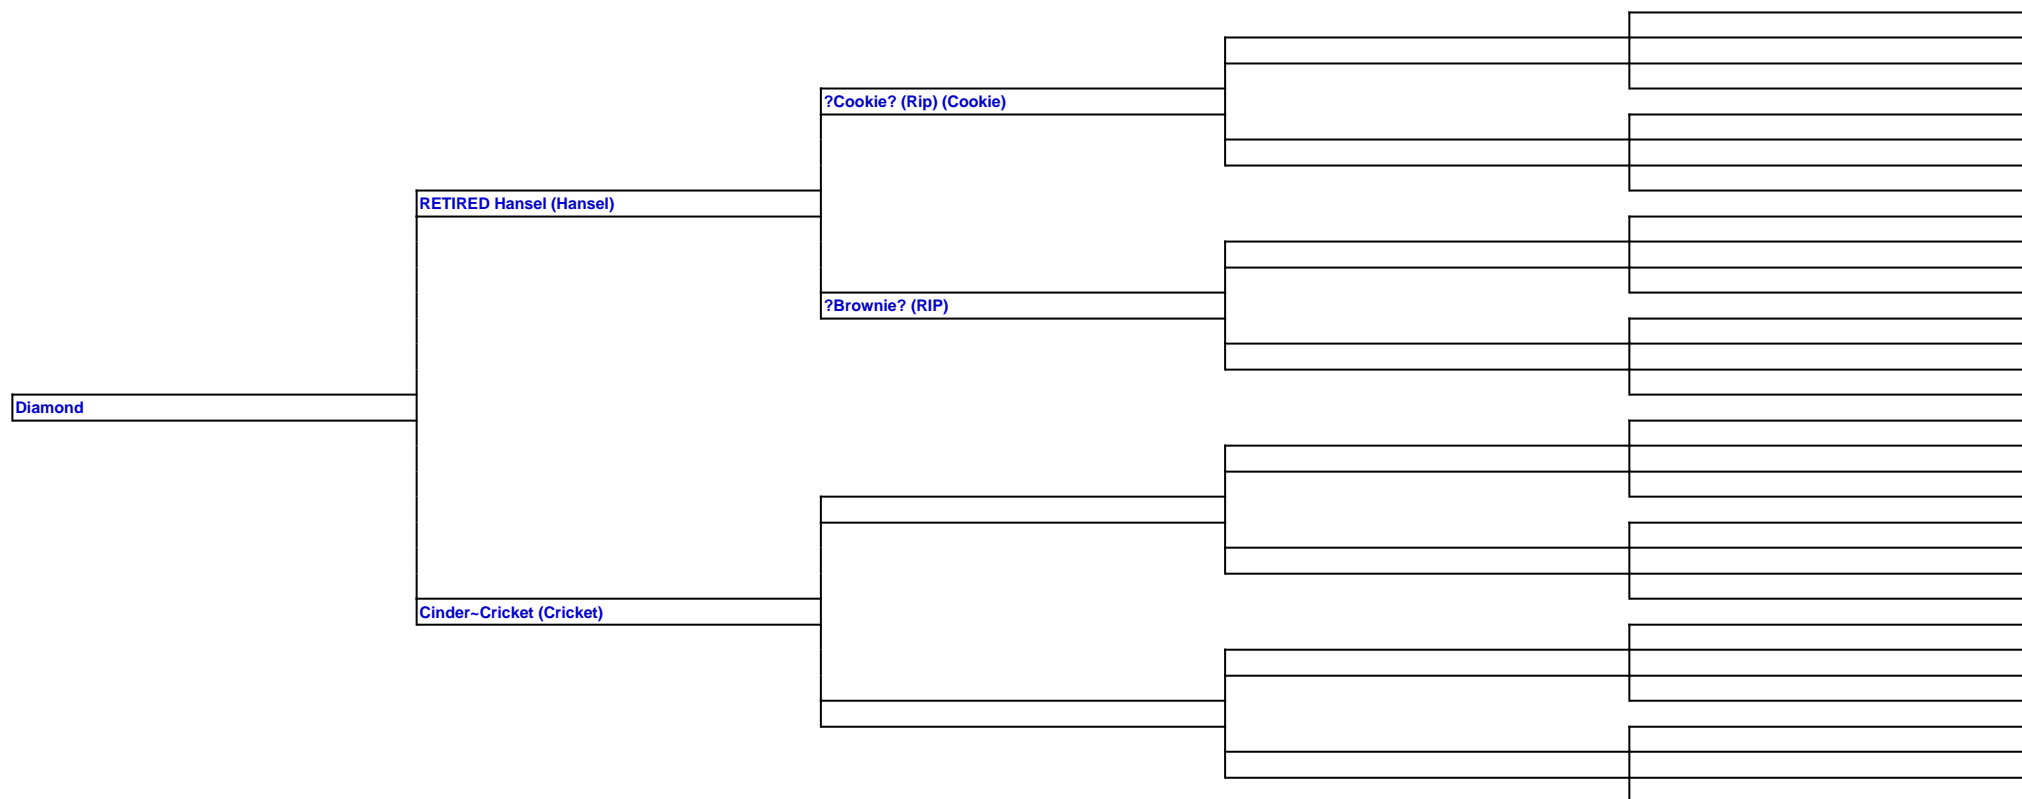 ?Cookie? (Rip) (Cookie)
RETIRED Hansel (Hansel)
?Brownie? (RIP)
Diamond
Cinder~Cricket (Cricket)